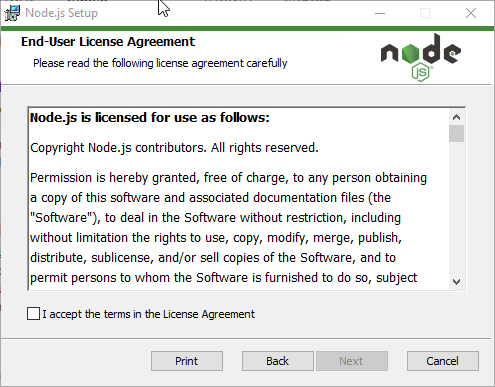 Node.js Setup
End-User License Agreement
Please read the following license agreement carefully
node
JS
Node.js is licensed for use as follows:
Copyright Node.js contributors. All rights reserved.
Permission is hereby granted, free of charge, to any person obtaining
a copy of this software and associated documentation files (the
"Software"), to deal in the Software without restriction, including
without limitation the rights to use, copy, modify, merge, publish,
distribute, sublicense, and/or sell copies of the Software, and to
permit persons to whom the Software is furnished to do so, subject
I accept the terms in the License Agreement
Print
Back
Next
Cancel